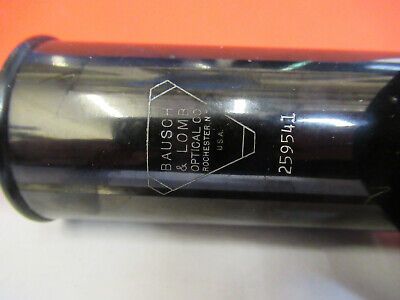 BAUSCH
& LOMB
OPTICAL CO.
ROCHESTER, N.Y.
U.S.A.
259541